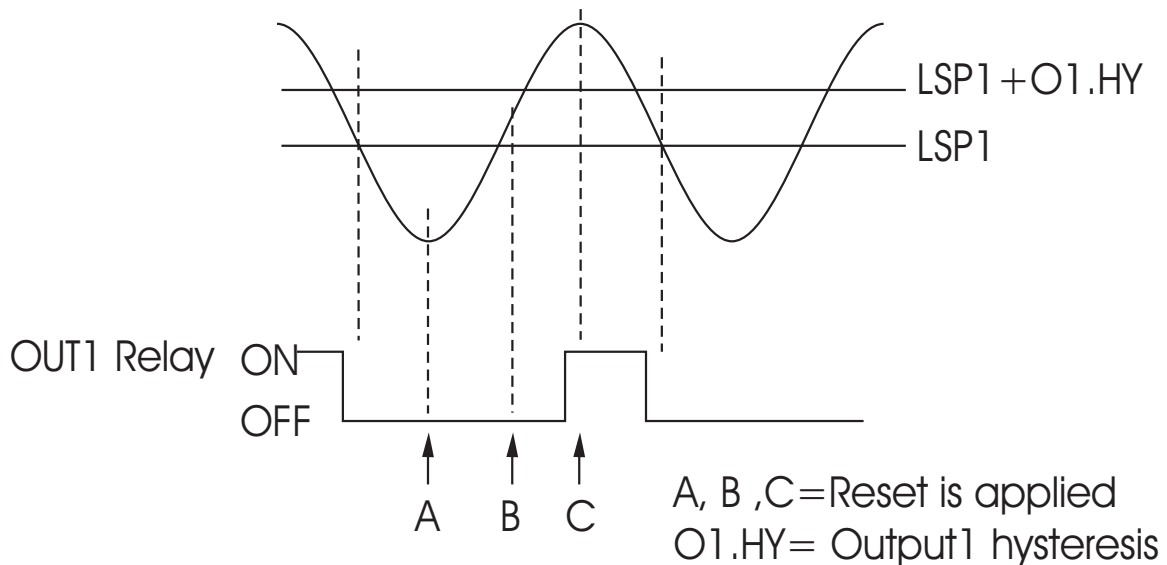 LSP1+O1.HY
LSP1
OUT1 Relay ON
OFF
A B C
A, B ,C=Reset is applied
O1.HY= Output1 hysteresis